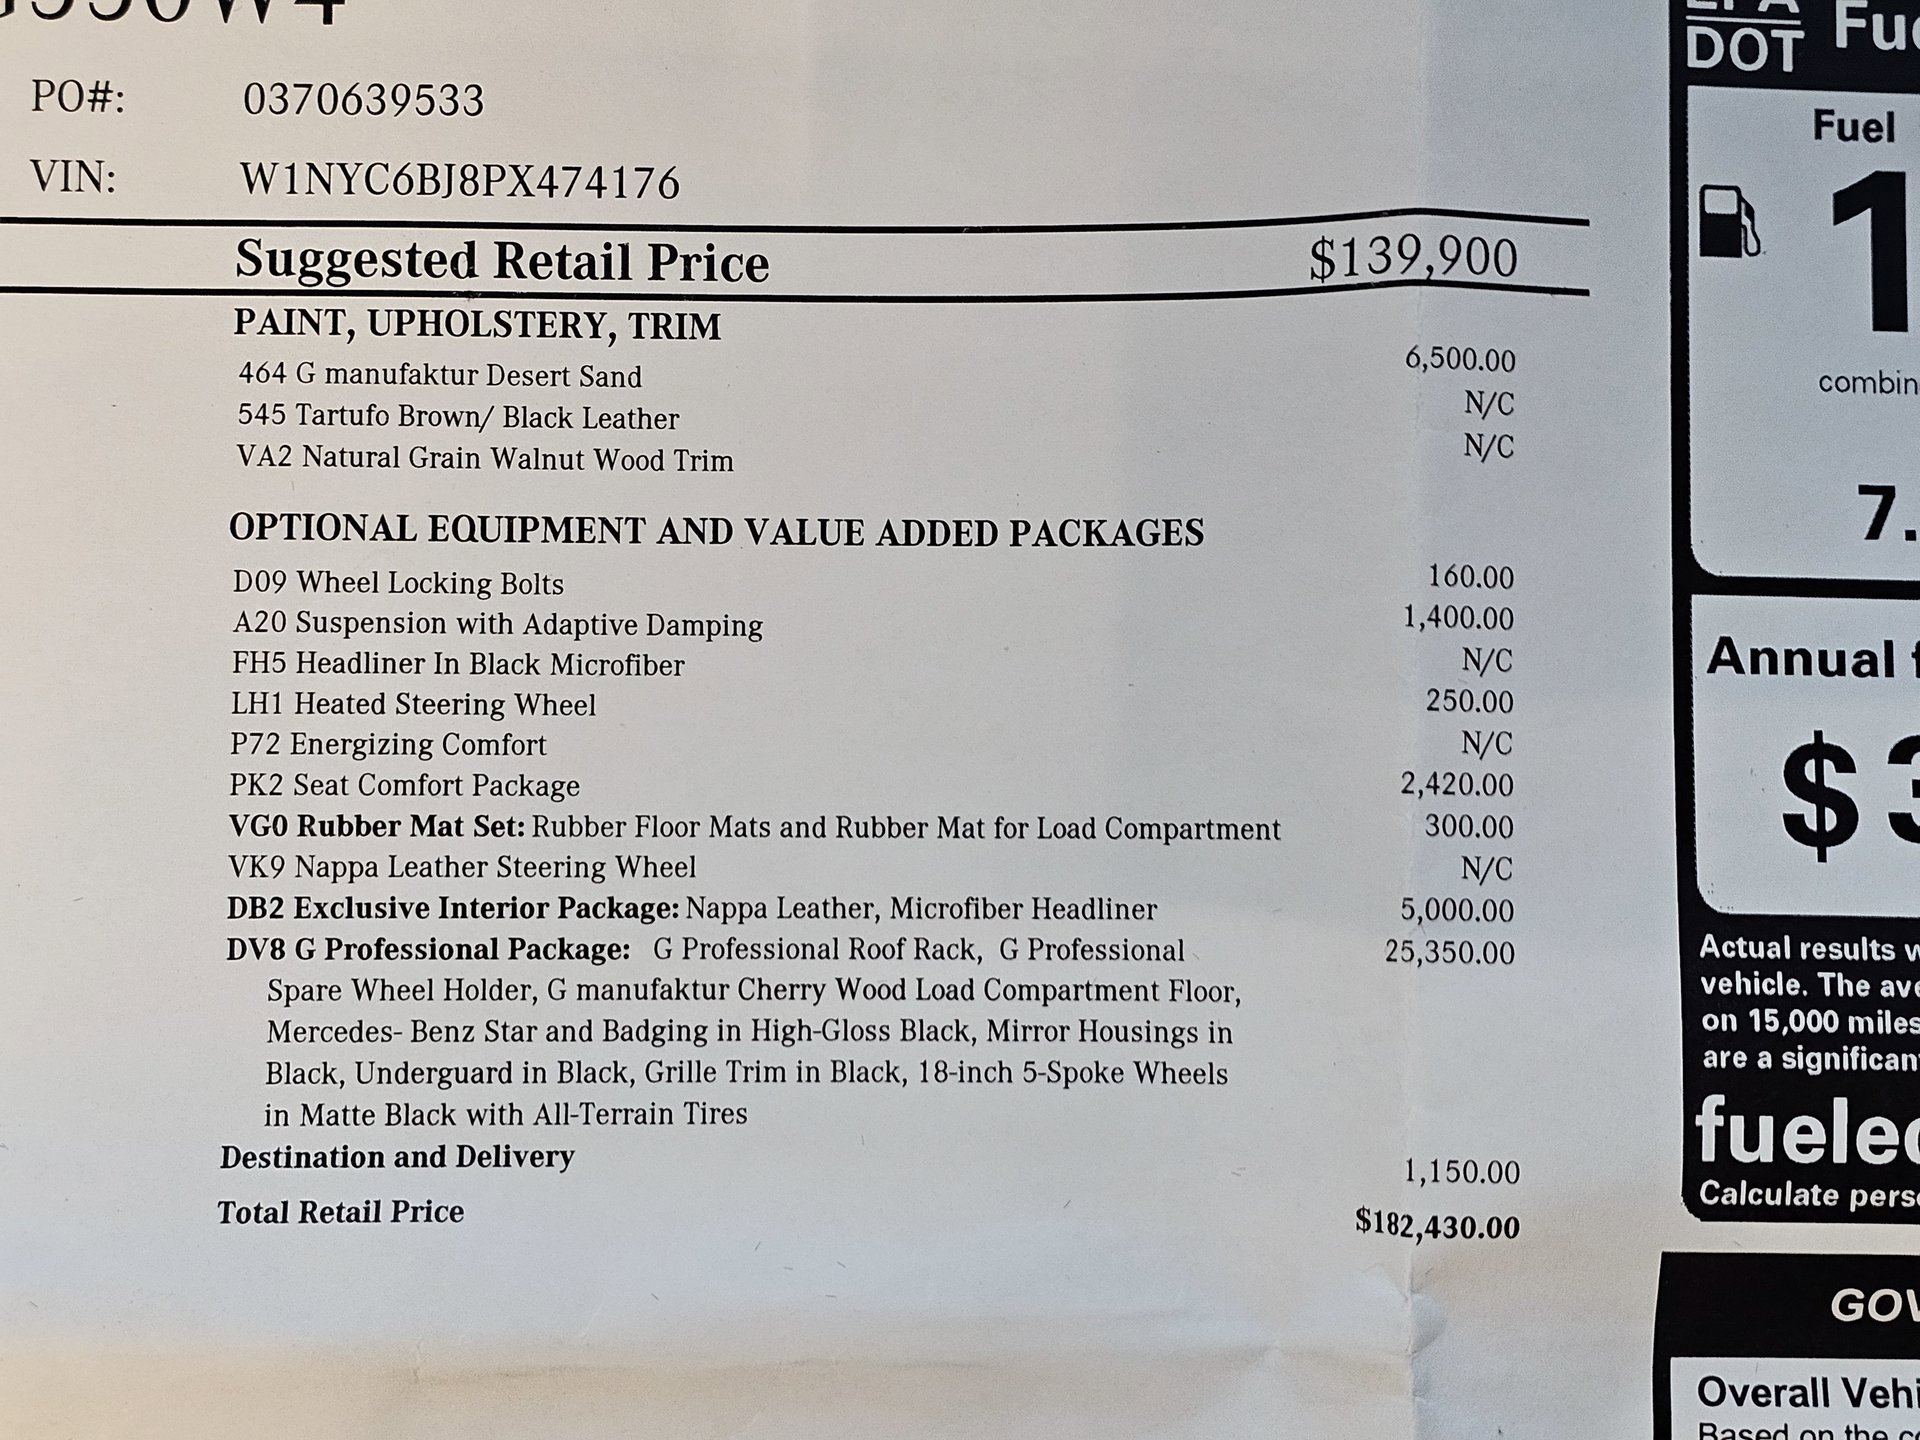 G550W4
PO#: 0370639533
VIN: W1NYC6BJ8PX474176
Suggested Retail Price $139,900
PAINT, UPHOLSTERY, TRIM
464 G manufaktur Desert Sand 6,500.00
545 Tartufo Brown/ Black Leather N/C
VA2 Natural Grain Walnut Wood Trim N/C
OPTIONAL EQUIPMENT AND VALUE ADDED PACKAGES
D09 Wheel Locking Bolts 160.00
A20 Suspension with Adaptive Damping 1,400.00
FH5 Headliner In Black Microfiber N/C
LH1 Heated Steering Wheel 250.00
P72 Energizing Comfort N/C
PK2 Seat Comfort Package 2,420.00
VG0 Rubber Mat Set: Rubber Floor Mats and Rubber Mat for Load Compartment 300.00
VK9 Nappa Leather Steering Wheel N/C
DB2 Exclusive Interior Package: Nappa Leather, Microfiber Headliner 5,000.00
DV8 G Professional Package: G Professional Roof Rack, G Professional 25,350.00
Spare Wheel Holder, G manufaktur Cherry Wood Load Compartment Floor,
Mercedes- Benz Star and Badging in High-Gloss Black, Mirror Housings in
Black, Underguard in Black, Grille Trim in Black, 18-inch 5-Spoke Wheels
in Matte Black with All-Terrain Tires
Destination and Delivery 1,150.00
Total Retail Price $182,430.00
EPA
DOT
Fuel
1
combin
7.
Annual
$3
Actual results
vehicle. The ave
on 15,000 miles
are a significan
fuelec
Calculate pers
GOV
Overall Vehi
Based on the